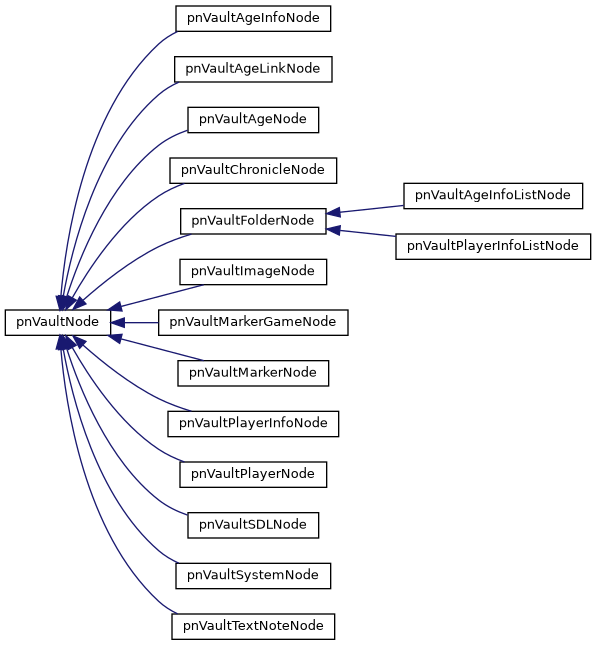 pnVaultAgeInfoNode
pnVaultAgeLinkNode
pnVaultAgeNode
pnVaultChronicleNode
pnVaultAgeInfoListNode
pnVaultFolderNode
pnVaultPlayerInfoListNode
pnVaultImageNode
pnVaultNode
pnVaultMarkerGameNode
pnVaultMarkerNode
pnVaultPlayerInfoNode
pnVaultPlayerNode
pnVaultSDLNode
pnVaultSystemNode
pnVaultTextNoteNode